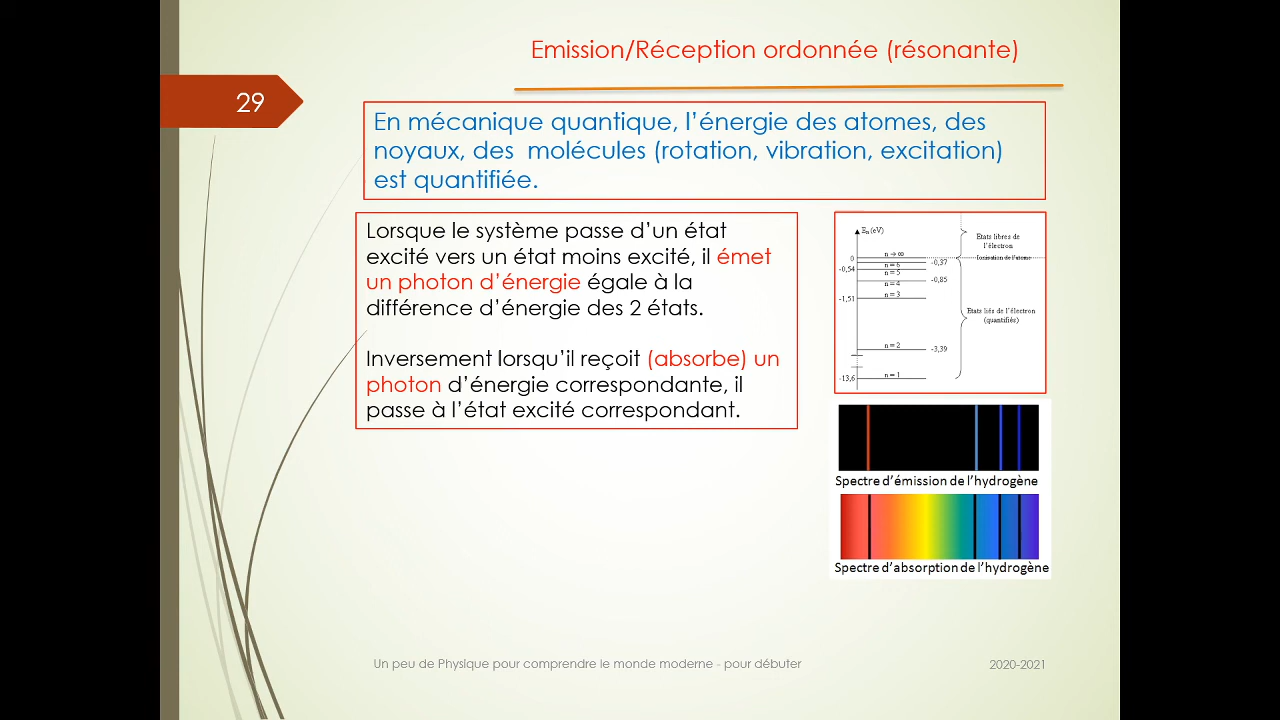 Emission/Réception ordonnée (résonante)
29
En mécanique quantique, l’énergie des atomes, des
noyaux, des molécules (rotation, vibration, excitation)
est quantifiée.
Lorsque le système passe d’un état
excité vers un état moins excité, il émet
un photon d’énergie égale à la
différence d’énergie des 2 états.
Inversement lorsqu’il reçoit (absorbe) un
photon d’énergie correspondante, il
passe à l’état excité correspondant.
Eₙ (eV)
Etats libres de
l’électron
Ionisation de l’atome
n → ∞
0
n = 6
-0,37
-0,54
n = 5
n = 4
-0,85
-1,51
n = 3
Etats liés de l’électron
(quantifiés)
n = 2
-3,39
-13,6
n = 1
Spectre d’émission de l’hydrogène
Spectre d’absorption de l’hydrogène
Un peu de Physique pour comprendre le monde moderne - pour débuter
2020-2021